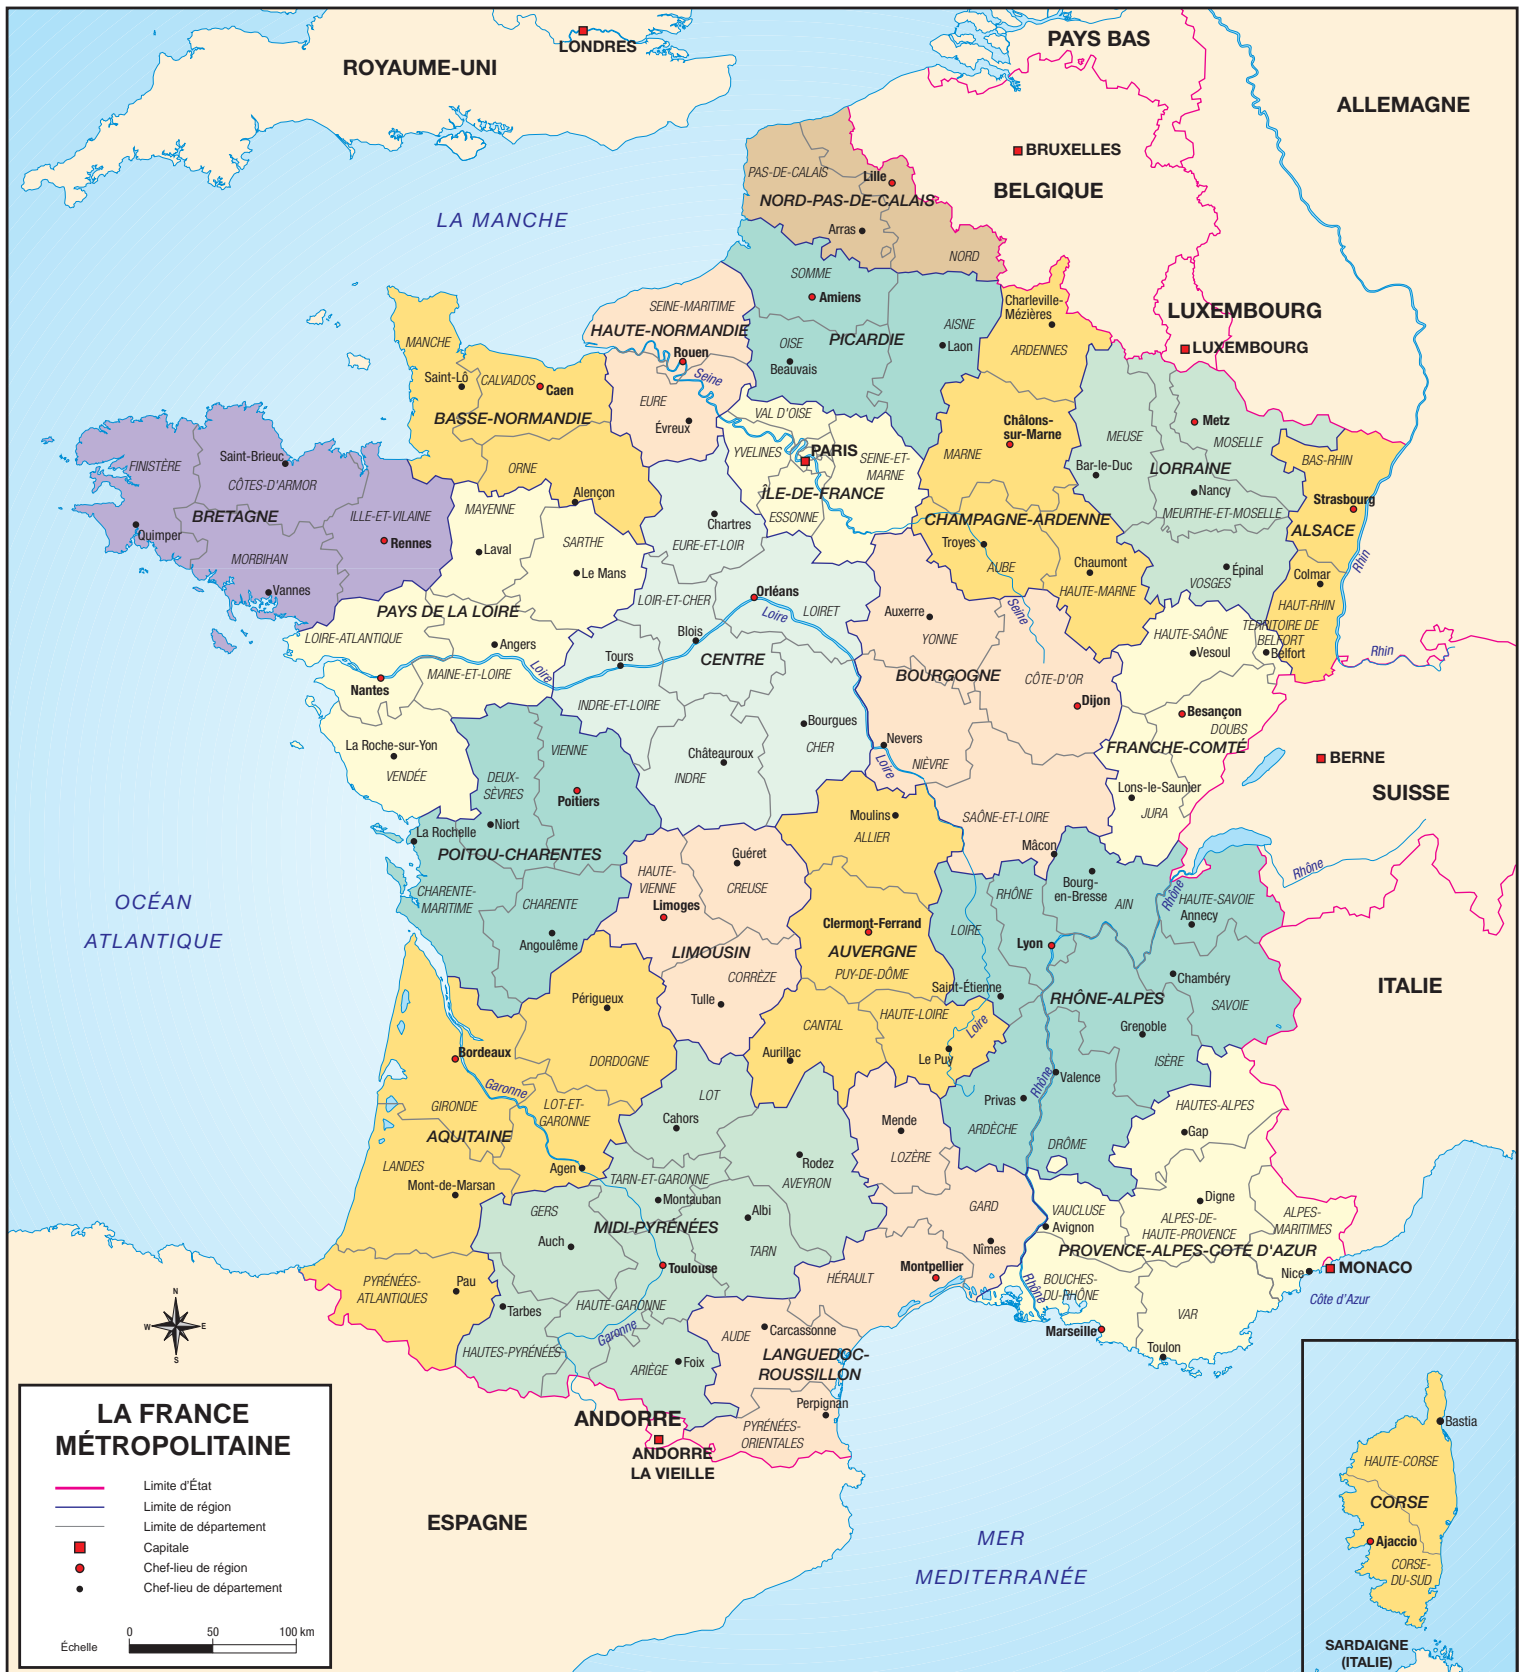 LONDRES
ROYAUME-UNI
PAYS BAS
ALLEMAGNE
BRUXELLES
BELGIQUE
LA MANCHE
PAS-DE-CALAIS
Lille
NORD-PAS-DE-CALAIS
Arras
NORD
SOMME
Amiens
PICARDIE
AISNE
Laon
OISE
Beauvais
Charleville-
Mézières
ARDENNES
LUXEMBOURG
LUXEMBOURG
SEINE-MARITIME
HAUTE-NORMANDIE
Rouen
Seine
EURE
Évreux
MANCHE
Saint-Lô
CALVADOS
Caen
BASSE-NORMANDIE
ORNE
Alençon
VAL D'OISE
YVELINES
PARIS
SEINE-ET-
MARNE
ÎLE-DE-FRANCE
ESSONNE
Châlons-
sur-Marne
MARNE
CHAMPAGNE-ARDENNE
Troyes
AUBE
Chaumont
HAUTE-MARNE
Seine
Metz
MEUSE
MOSELLE
Bar-le-Duc
LORRAINE
Nancy
MEURTHE-ET-MOSELLE
Épinal
VOSGES
BAS-RHIN
Strasbourg
ALSACE
Colmar
HAUT-RHIN
Rhin
Rhin
FINISTÈRE
Saint-Brieuc
CÔTES-D'ARMOR
BRETAGNE
ILLE-ET-VILAINE
Quimper
Rennes
MORBIHAN
Vannes
MAYENNE
Laval
SARTHE
Le Mans
PAYS DE LA LOIRE
LOIRE-ATLANTIQUE
Angers
MAINE-ET-LOIRE
Loire
Nantes
La Roche-sur-Yon
VENDÉE
Chartres
EURE-ET-LOIR
Orléans
LOIR-ET-CHER
Loire
LOIRET
Blois
Tours
CENTRE
INDRE-ET-LOIRE
Bourgues
CHER
Châteauroux
INDRE
Auxerre
YONNE
BOURGOGNE
CÔTE-D'OR
Dijon
Nevers
NIÈVRE
Loire
SAÔNE-ET-LOIRE
Mâcon
HAUTE-SAÔNE
Vesoul
TERRITOIRE DE
BELFORT
Belfort
Besançon
DOUBS
FRANCHE-COMTÉ
Lons-le-Saunier
JURA
BERNE
SUISSE
VIENNE
DEUX-
SÈVRES
Poitiers
La Rochelle
Niort
POITOU-CHARENTES
CHARENTE-
MARITIME
CHARENTE
Angoulême
HAUTE-
VIENNE
Guéret
CREUSE
Limoges
LIMOUSIN
CORRÈZE
Tulle
Moulins
ALLIER
Clermont-Ferrand
AUVERGNE
PUY-DE-DÔME
CANTAL
HAUTE-LOIRE
Aurillac
Le Puy
Loire
RHÔNE
Bourg-
en-Bresse
AIN
Rhône
Rhône
HAUTE-SAVOIE
Annecy
LOIRE
Lyon
Saint-Étienne
Chambéry
RHÔNE-ALPES
SAVOIE
Grenoble
ISÉRE
Valence
Rhône
Privas
ARDÈCHE
DRÔME
ITALIE
OCÉAN
ATLANTIQUE
Périgueux
DORDOGNE
Bordeaux
Garonne
GIRONDE
LOT-ET-
GARONNE
AQUITAINE
LANDES
Agen
Mont-de-Marsan
PYRÉNÉES-
ATLANTIQUES
Pau
LOT
Cahors
Rodez
AVEYRON
TARN-ET-GARONNE
Montauban
Albi
GERS
MIDI-PYRÉNÉES
Auch
TARN
Toulouse
Tarbes
HAUTE-GARONNE
Garonne
HAUTES-PYRÉNÉES
ARIÈGE
Foix
Mende
LOZÈRE
GARD
Nîmes
HÉRAULT
Montpellier
AUDE
Carcassonne
LANGUEDOC-
ROUSSILLON
Perpignan
PYRÉNÉES-
ORIENTALES
HAUTES-ALPES
Gap
Digne
VAUCLUSE
Avignon
ALPES-DE-
HAUTE-PROVENCE
ALPES-
MARITIMES
PROVENCE-ALPES-COTE D'AZUR
Nice
MONACO
Côte d'Azur
BOUCHES-
DU-RHÔNE
Rhône
VAR
Marseille
Toulon
ANDORRE
ANDORRE
LA VIEILLE
ESPAGNE
MER
MEDITERRANÉE
Bastia
HAUTE-CORSE
CORSE
Ajaccio
CORSE-
DU-SUD
SARDAIGNE
(ITALIE)
N
W
E
S
LA FRANCE
MÉTROPOLITAINE
Limite d'État
Limite de région
Limite de département
Capitale
Chef-lieu de région
Chef-lieu de département
Échelle
0 50 100 km